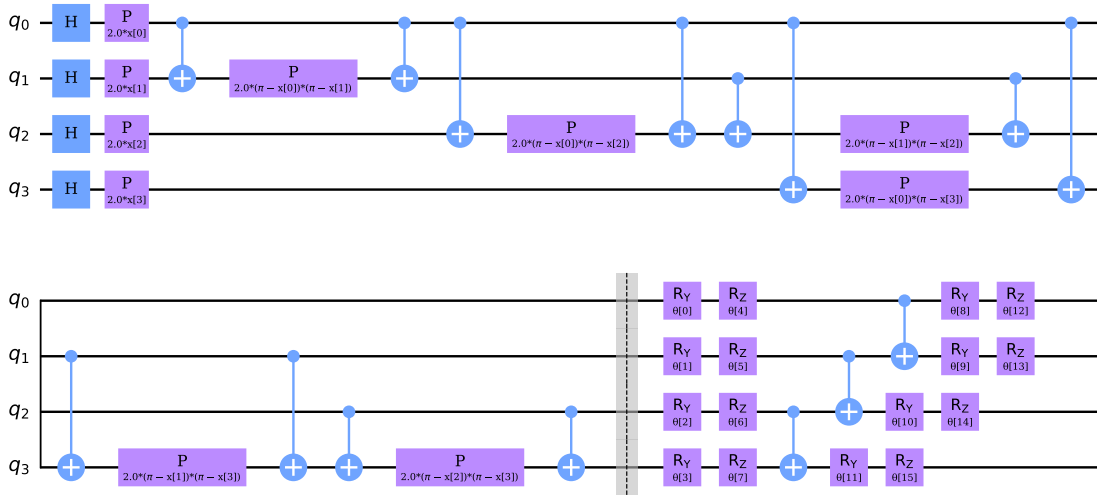 q0 H P 2.0*x[0]
q1 H P 2.0*x[1] P 2.0*(π − x[0])*(π − x[1])
q2 H P 2.0*x[2] P 2.0*(π − x[0])*(π − x[2]) P 2.0*(π − x[1])*(π − x[2])
q3 H P 2.0*x[3] P 2.0*(π − x[0])*(π − x[3])
q0 RY θ[0] RZ θ[4] RY θ[8] RZ θ[12]
q1 RY θ[1] RZ θ[5] RY θ[9] RZ θ[13]
q2 RY θ[2] RZ θ[6] RY θ[10] RZ θ[14]
q3 P 2.0*(π − x[1])*(π − x[3]) P 2.0*(π − x[2])*(π − x[3]) RY θ[3] RZ θ[7] RY θ[11] RZ θ[15]